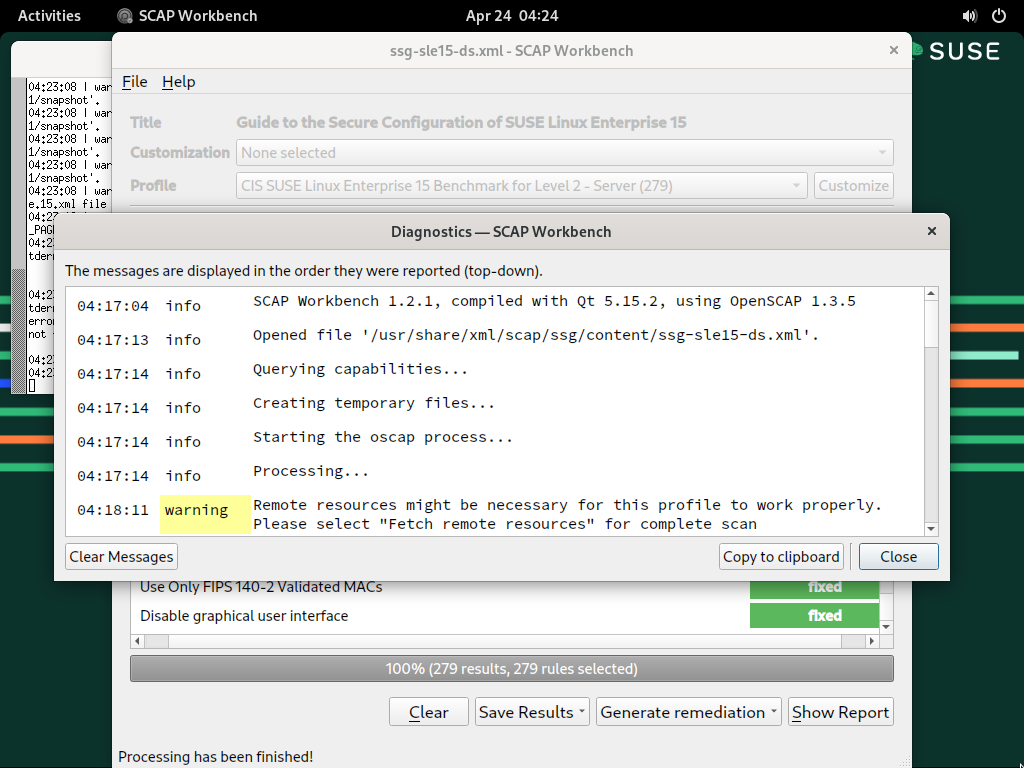 Activities
SCAP Workbench
Apr 24 04:24
SUSE
ssg-sle15-ds.xml - SCAP Workbench
File Help
Title Guide to the Secure Configuration of SUSE Linux Enterprise 15
Customization None selected
Profile CIS SUSE Linux Enterprise 15 Benchmark for Level 2 - Server (279) Customize
04:23:08 | war
1/snapshot'.
04:23:08 | war
1/snapshot'.
04:23:08 | war
1/snapshot'.
04:23:08 | war
1/snapshot'.
04:23:08 | war
e.15.xml file
04:2
_PAG
04:2
tder
04:2
tder
erro
not
04:2
04:2
Diagnostics — SCAP Workbench
The messages are displayed in the order they were reported (top-down).
04:17:04 info SCAP Workbench 1.2.1, compiled with Qt 5.15.2, using OpenSCAP 1.3.5
04:17:13 info Opened file '/usr/share/xml/scap/ssg/content/ssg-sle15-ds.xml'.
04:17:14 info Querying capabilities...
04:17:14 info Creating temporary files...
04:17:14 info Starting the oscap process...
04:17:14 info Processing...
04:18:11 warning Remote resources might be necessary for this profile to work properly.
Please select "Fetch remote resources" for complete scan
Clear Messages Copy to clipboard Close
Use Only FIPS 140-2 Validated MACs fixed
Disable graphical user interface fixed
100% (279 results, 279 rules selected)
Clear Save Results Generate remediation Show Report
Processing has been finished!